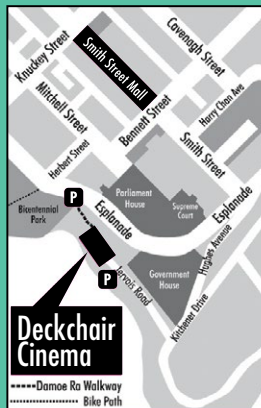 Knuckey Street
Smith Street Mall
Cavenagh Street
Mitchell Street
Bennett Street
Harry Chan Ave
Herbert Street
Smith Street
P
Parliament
House
Supreme
Court
Esplanade
Esplanade
Bicentennial
Park
P
Jervois Road
Government
House
Hughes Avenue
Kitchener Drive
Deckchair
Cinema
Damoe Ra Walkway
Bike Path